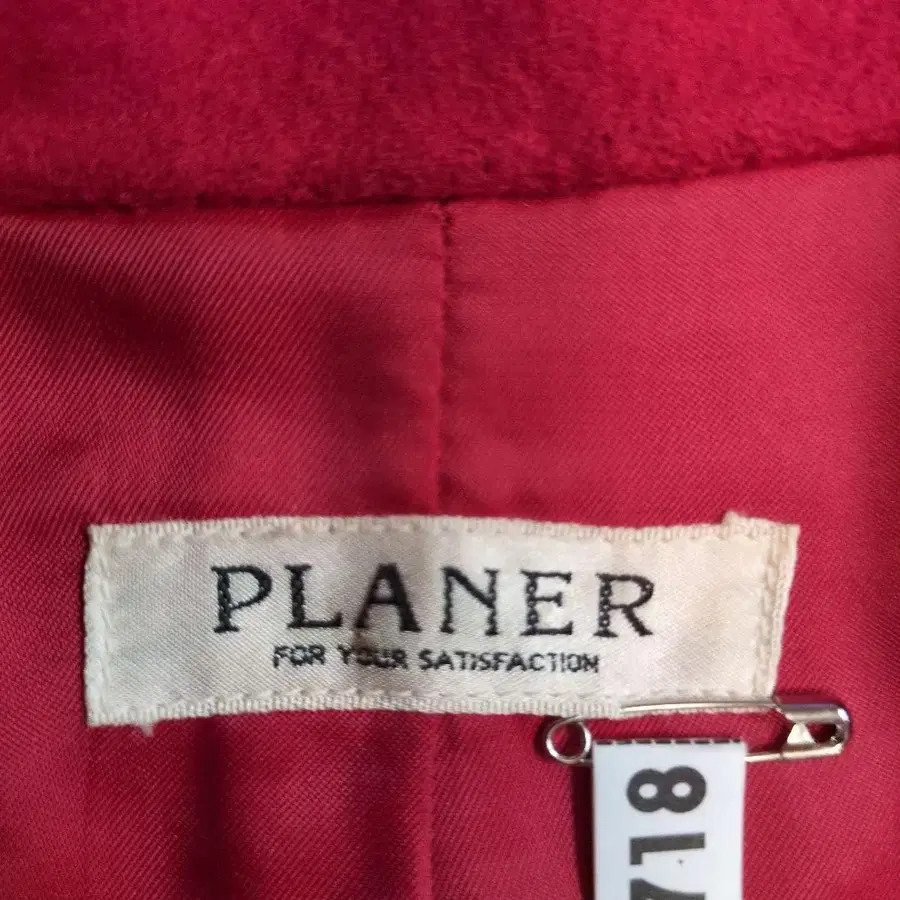 PLANER
FOR YOUR SATISFACTION
718